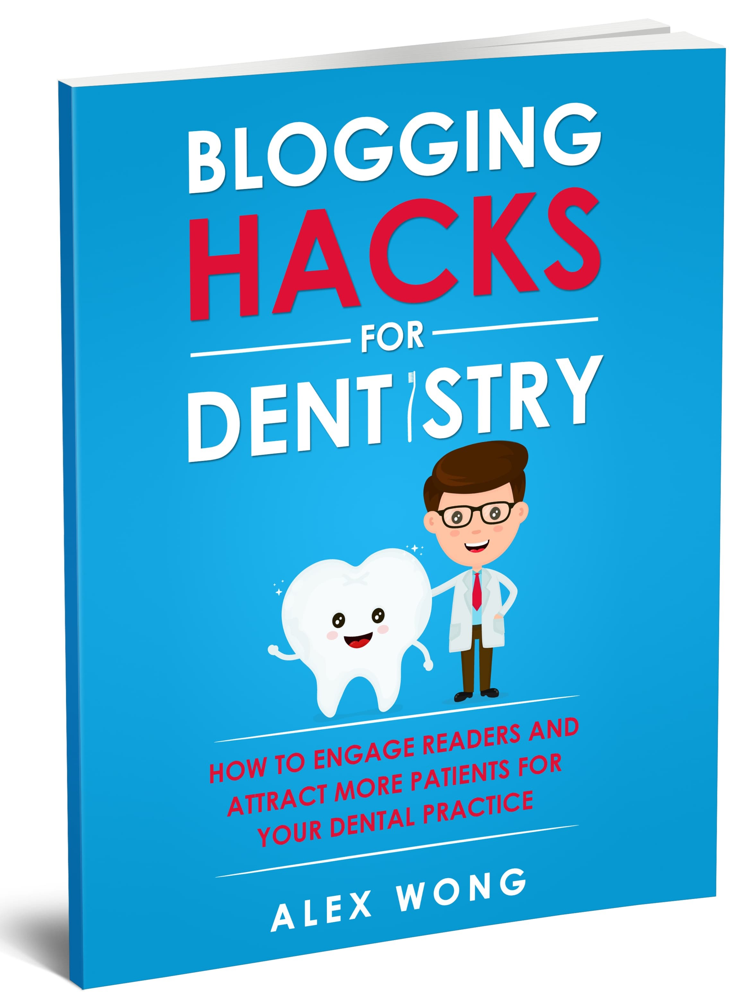 BLOGGING
HACKS
FOR
DENTISTRY
HOW TO ENGAGE READERS AND
ATTRACT MORE PATIENTS FOR
YOUR DENTAL PRACTICE
ALEX WONG